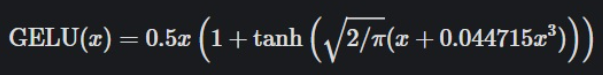 GELU(x) = 0.5x (1 + tanh (√2/π(x + 0.044715x³)))